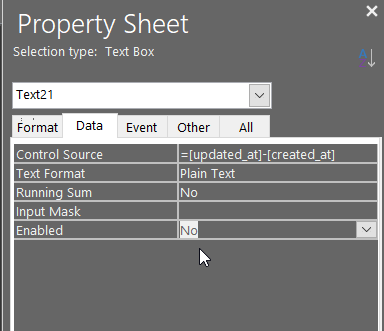 Property Sheet
Selection type: Text Box
Text21
Format Data Event Other All
Control Source =[updated_at]-[created_at]
Text Format Plain Text
Running Sum No
Input Mask
Enabled No